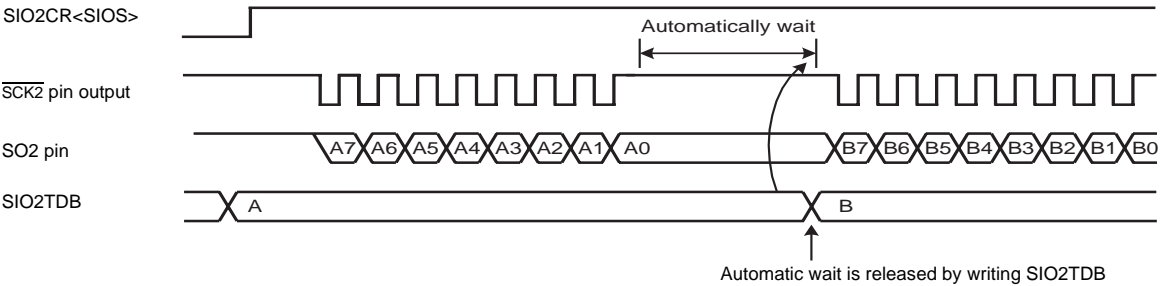 SIO2CR<SIOS>
Automatically wait
SCK2 pin output
SO2 pin
A7 A6 A5 A4 A3 A2 A1 A0 B7 B6 B5 B4 B3 B2 B1 B0
SIO2TDB
A B
Automatic wait is released by writing SIO2TDB